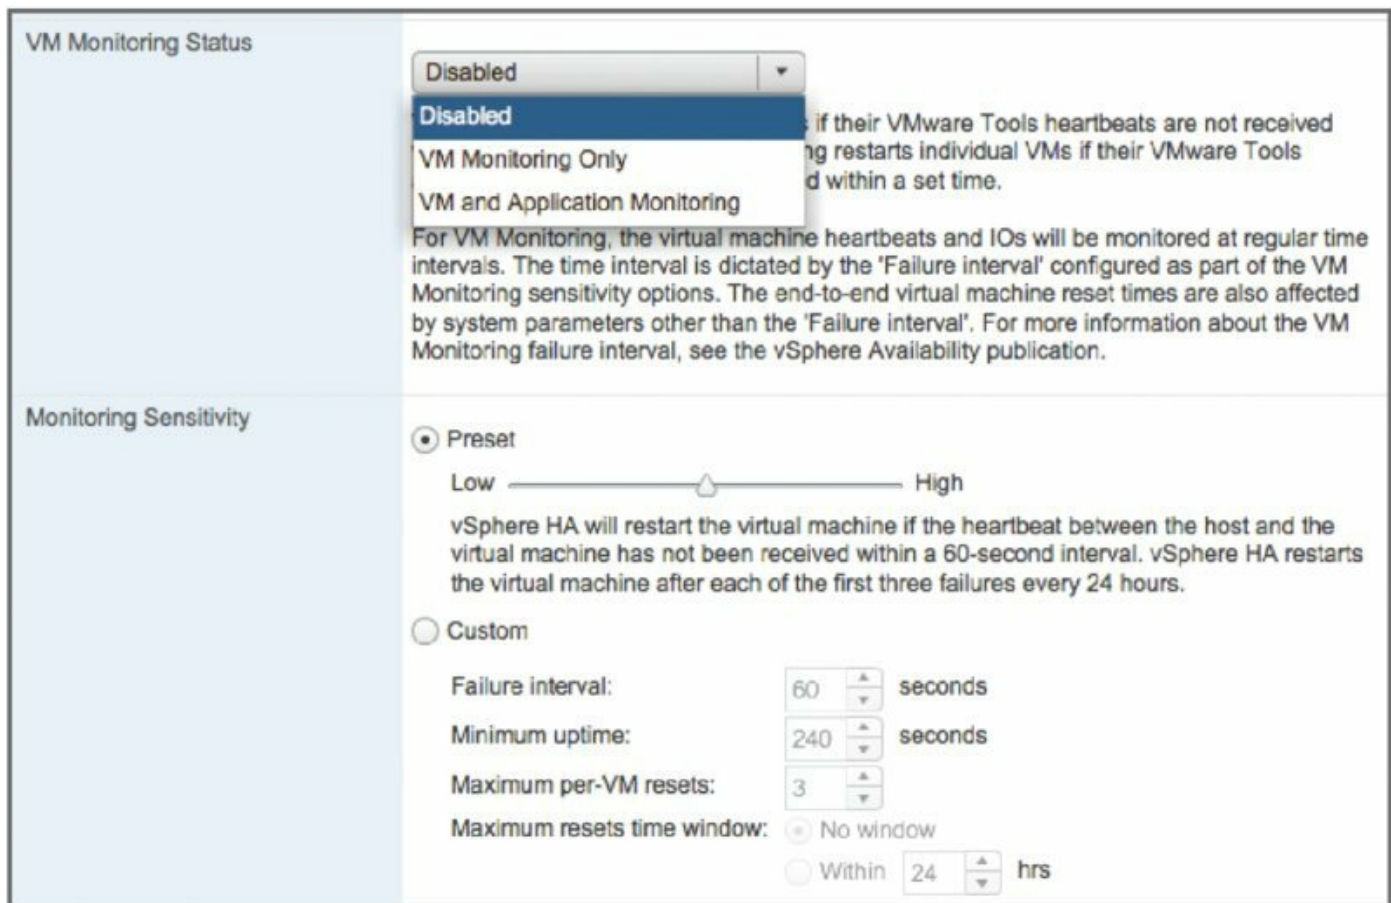 VM Monitoring Status
Disabled
Disabled
VM Monitoring Only
VM and Application Monitoring
if their VMware Tools heartbeats are not received
restarts individual VMs if their VMware Tools
within a set time.
For VM Monitoring, the virtual machine heartbeats and IOs will be monitored at regular time
intervals. The time interval is dictated by the 'Failure interval' configured as part of the VM
Monitoring sensitivity options. The end-to-end virtual machine reset times are also affected
by system parameters other than the 'Failure interval'. For more information about the VM
Monitoring failure interval, see the vSphere Availability publication.
Monitoring Sensitivity
Preset
Low High
vSphere HA will restart the virtual machine if the heartbeat between the host and the
virtual machine has not been received within a 60-second interval. vSphere HA restarts
the virtual machine after each of the first three failures every 24 hours.
Custom
Failure interval: 60 seconds
Minimum uptime: 240 seconds
Maximum per-VM resets: 3
Maximum resets time window: No window
Within 24 hrs